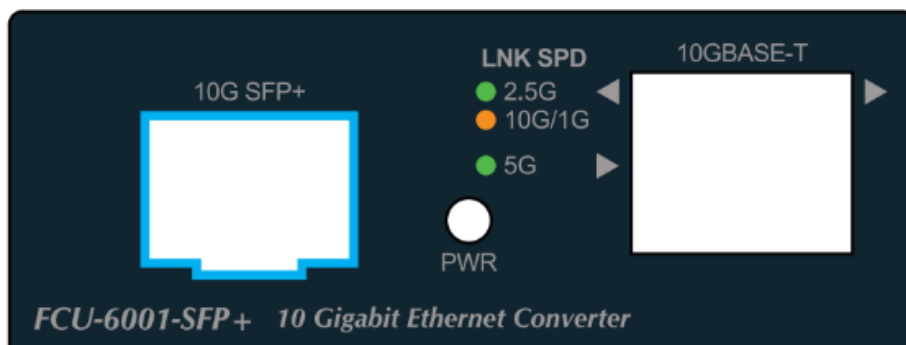 10G SFP+
LNK SPD
2.5G
10G/1G
5G
PWR
10GBASE-T
FCU-6001-SFP+ 10 Gigabit Ethernet Converter